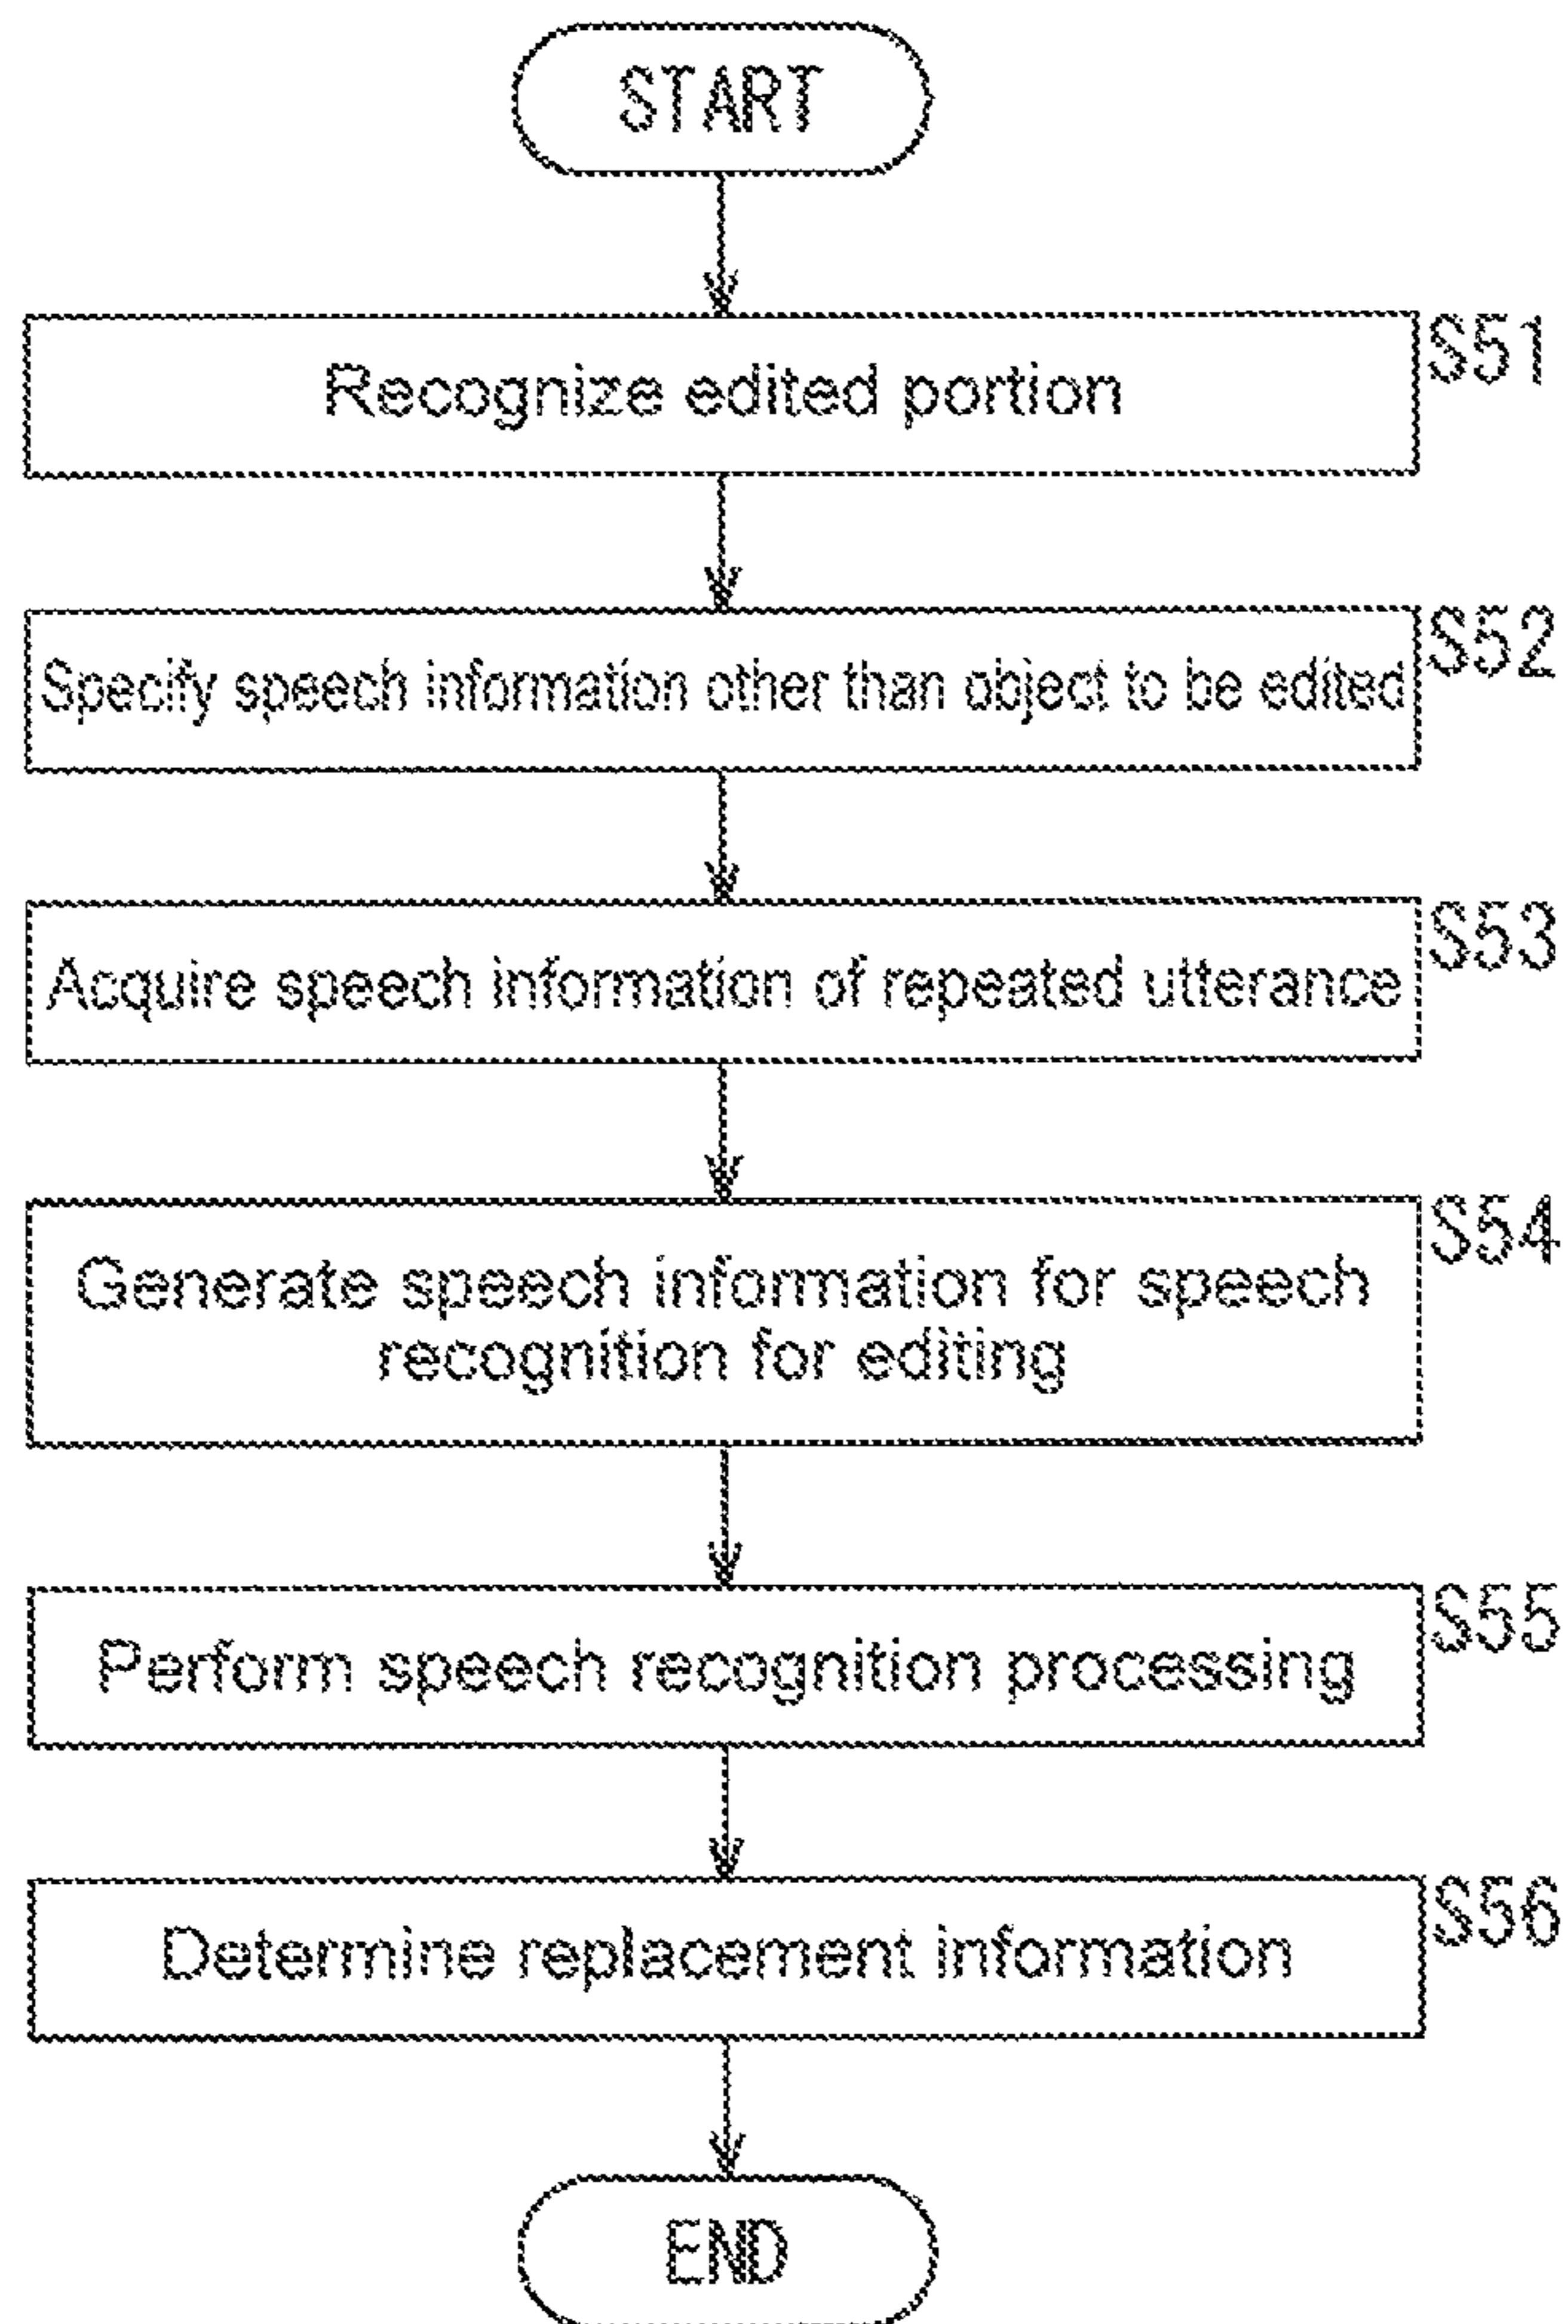 START
S51
Recognize edited portion
S52
Specify speech information other than object to be edited
S53
Acquire speech information of repeated utterance
S54
Generate speech information for speech
recognition for editing
S55
Perform speech recognition processing
S56
Determine replacement information
END